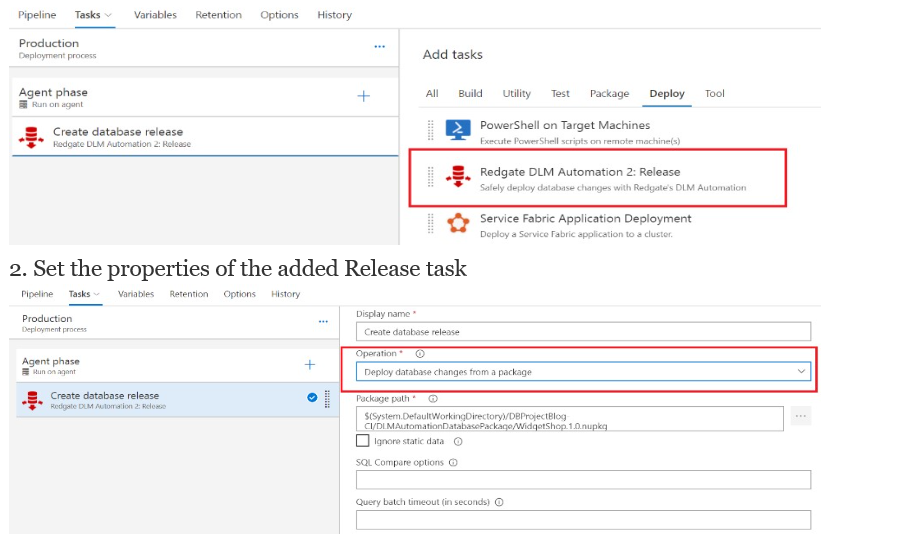 Pipeline Tasks Variables Retention Options History
Production
Deployment process
Agent phase
Run on agent
Create database release
Redgate DLM Automation 2: Release
Add tasks
All Build Utility Test Package Deploy Tool
PowerShell on Target Machines
Execute PowerShell scripts on remote machine(s)
Redgate DLM Automation 2: Release
Safely deploy database changes with Redgate's DLM Automation
Service Fabric Application Deployment
Deploy a Service Fabric application to a cluster.
2. Set the properties of the added Release task
Pipeline Tasks Variables Retention Options History
Production
Deployment process
Agent phase
Run on agent
Create database release
Redgate DLM Automation 2: Release
Display name *
Create database release
Operation *
Deploy database changes from a package
Package path *
$(System.DefaultWorkingDirectory)/DBProjectBlog-
CI/DLMAutomationDatabasePackage/WidgetShop.1.0.nupkg
Ignore static data
SQL Compare options
Query batch timeout (in seconds)